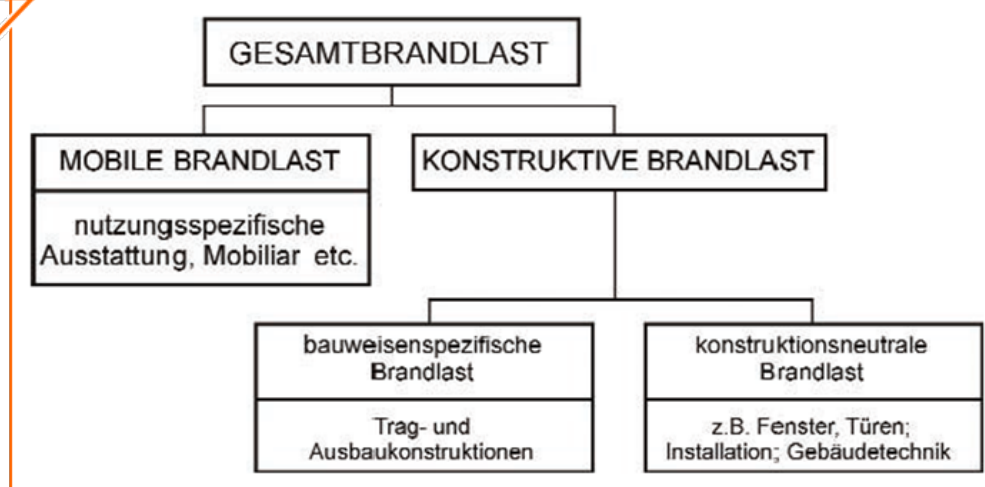 GESAMTBRANDLAST
MOBILE BRANDLAST
nutzungsspezifische
Ausstattung, Mobiliar etc.
KONSTRUKTIVE BRANDLAST
bauweisenspezifische
Brandlast
Trag- und
Ausbaukonstruktionen
konstruktionsneutrale
Brandlast
z.B. Fenster, Türen;
Installation; Gebäudetechnik